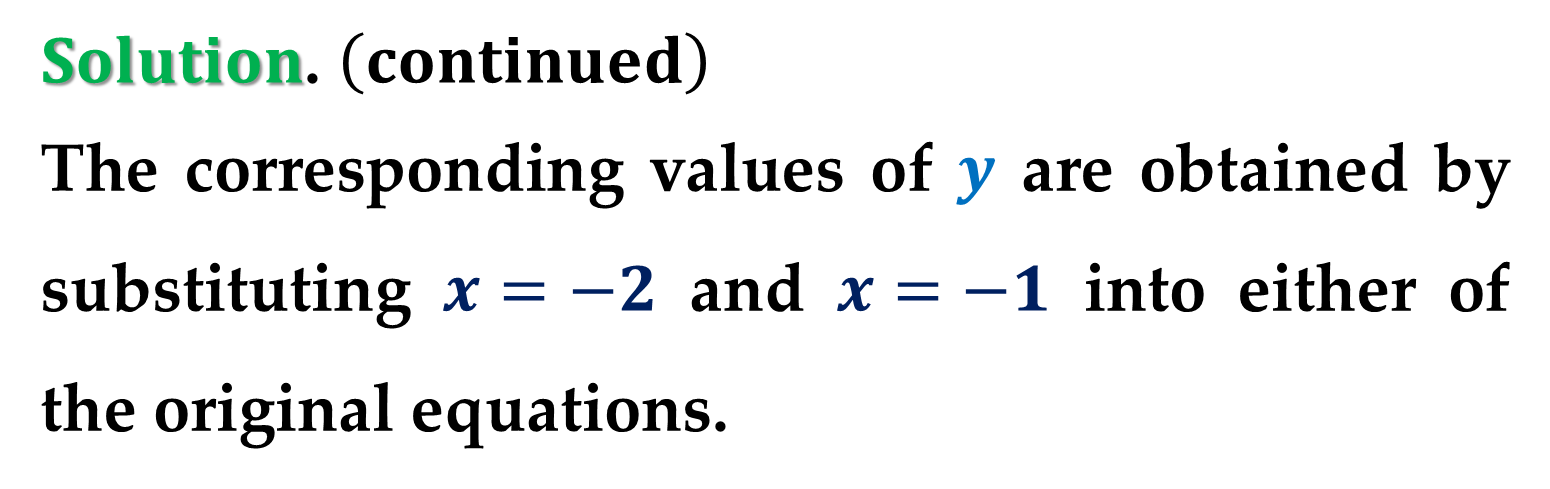 Solution. (continued)
The corresponding values of y are obtained by
substituting x = −2 and x = −1 into either of
the original equations.